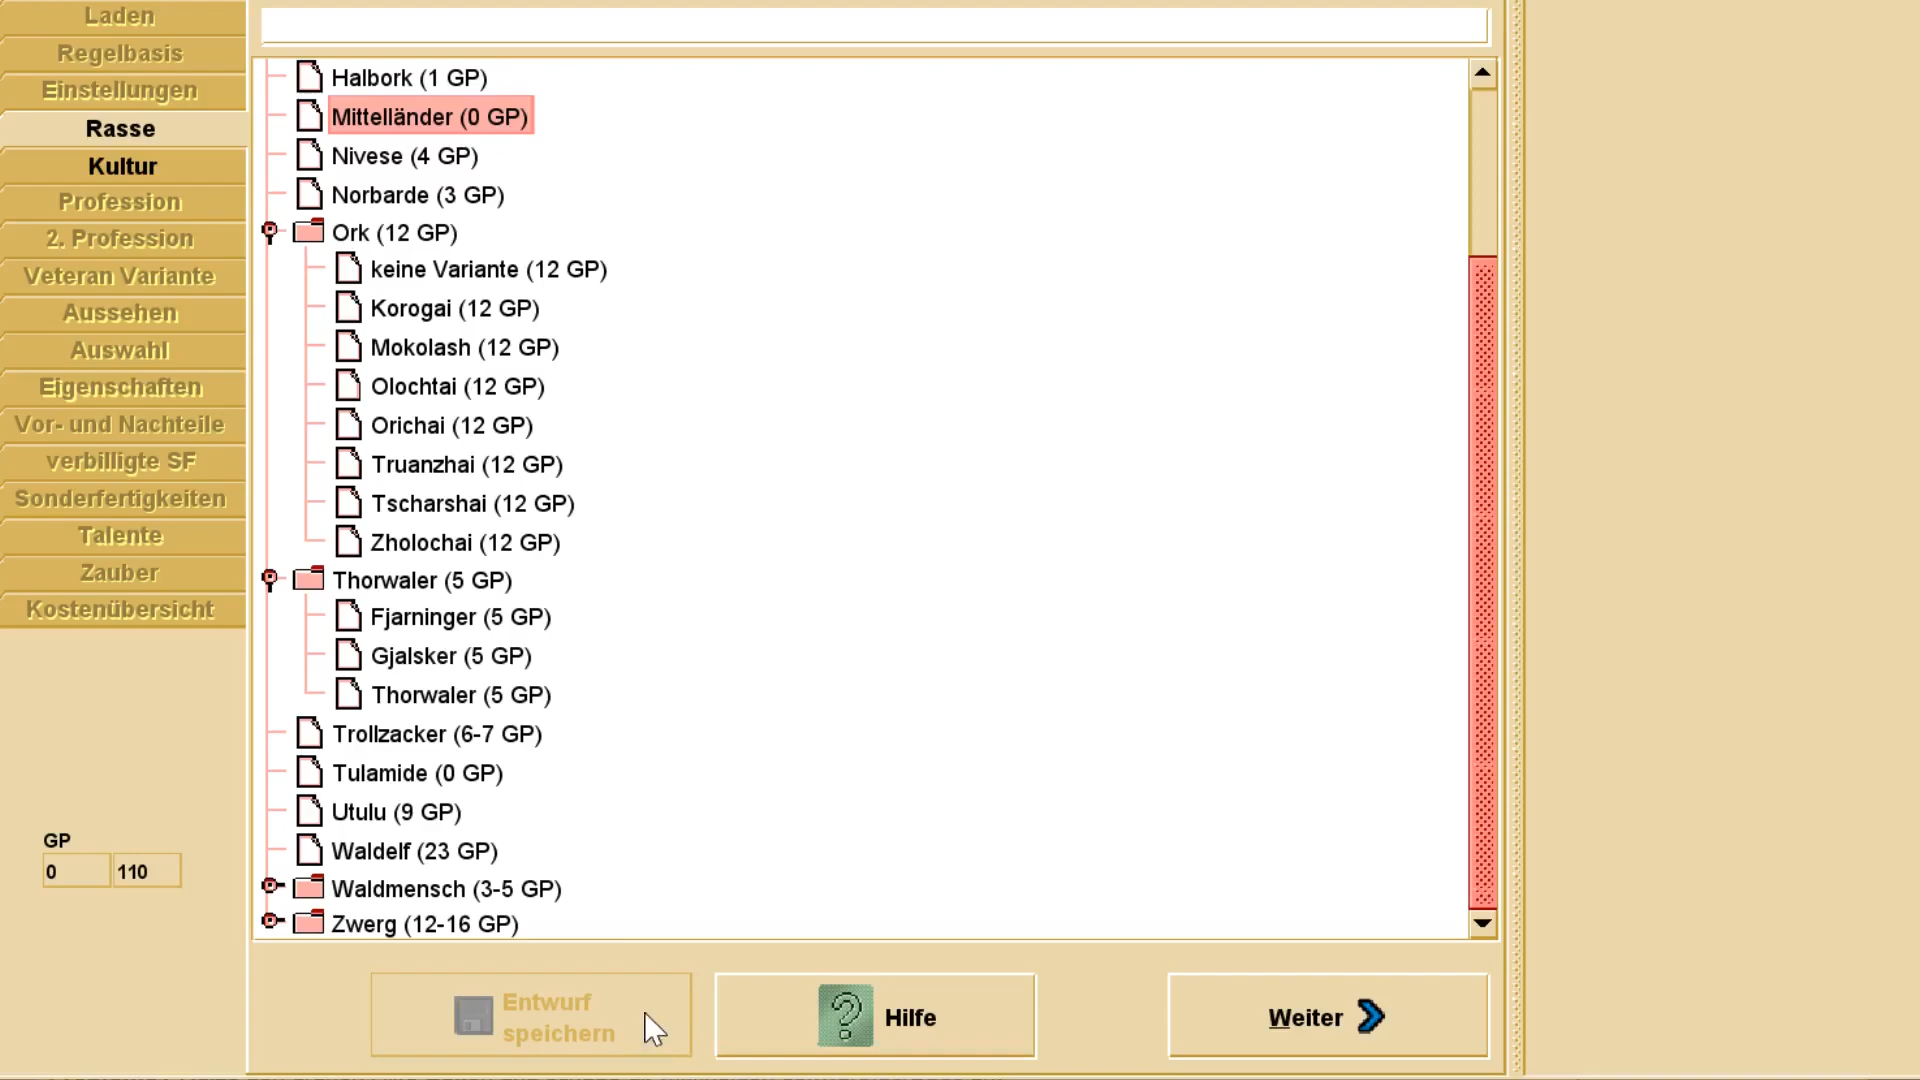 Laden
Regelbasis
Einstellungen
Rasse
Kultur
Profession
2. Profession
Veteran Variante
Aussehen
Auswahl
Eigenschaften
Vor- und Nachteile
verbilligte SF
Sonderfertigkeiten
Talente
Zauber
Kostenübersicht
GP
0 110
Halbork (1 GP)
Mittelländer (0 GP)
Nivese (4 GP)
Norbarde (3 GP)
Ork (12 GP)
keine Variante (12 GP)
Korogai (12 GP)
Mokolash (12 GP)
Olochtai (12 GP)
Orichai (12 GP)
Truanzhai (12 GP)
Tscharshai (12 GP)
Zholochai (12 GP)
Thorwaler (5 GP)
Fjarninger (5 GP)
Gjalsker (5 GP)
Thorwaler (5 GP)
Trollzacker (6-7 GP)
Tulamide (0 GP)
Utulu (9 GP)
Waldelf (23 GP)
Waldmensch (3-5 GP)
Zwerg (12-16 GP)
Entwurf
speichern
Hilfe
Weiter